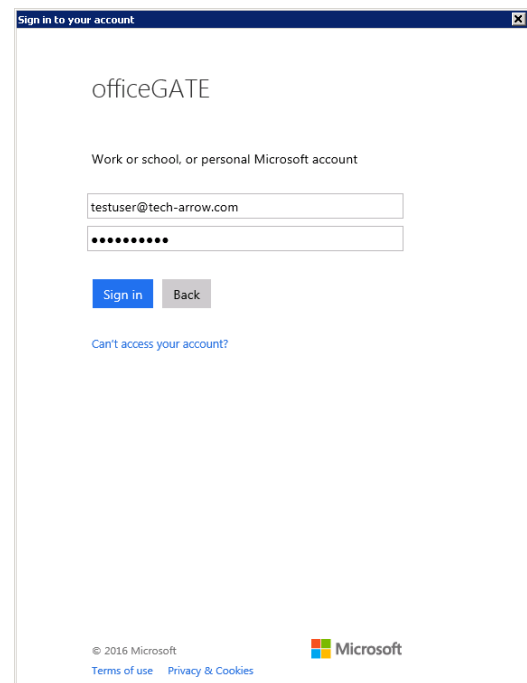 Sign in to your account
officeGATE
Work or school, or personal Microsoft account
testuser@tech-arrow.com
••••••••••
Sign in Back
Can't access your account?
© 2016 Microsoft Microsoft
Terms of use Privacy & Cookies